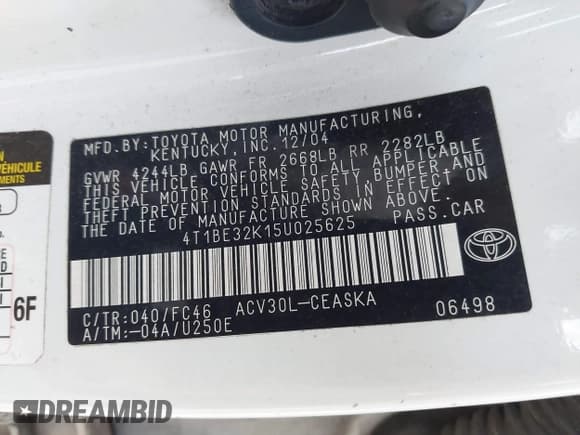 MFD.BY:TOYOTA MOTOR MANUFACTURING,
KENTUCKY,INC.12/04
GVWR 4244LB GAWR FR 2668LB RR 2282LB
THIS VEHICLE CONFORMS TO ALL APPLICABLE
FEDERAL MOTOR VEHICLE SAFETY, BUMPER, AND
THEFT PREVENTION STANDARDS IN EFFECT ON
THE DATE OF MANUFACTURE SHOWN ABOVE.
4T1BE32K15U025625 PASS.CAR
C/TR:040/FC46 ACV30L-CEASKA
A/TM:-04A/U250E 06498
VÉHICULE
6F
DREAMBID